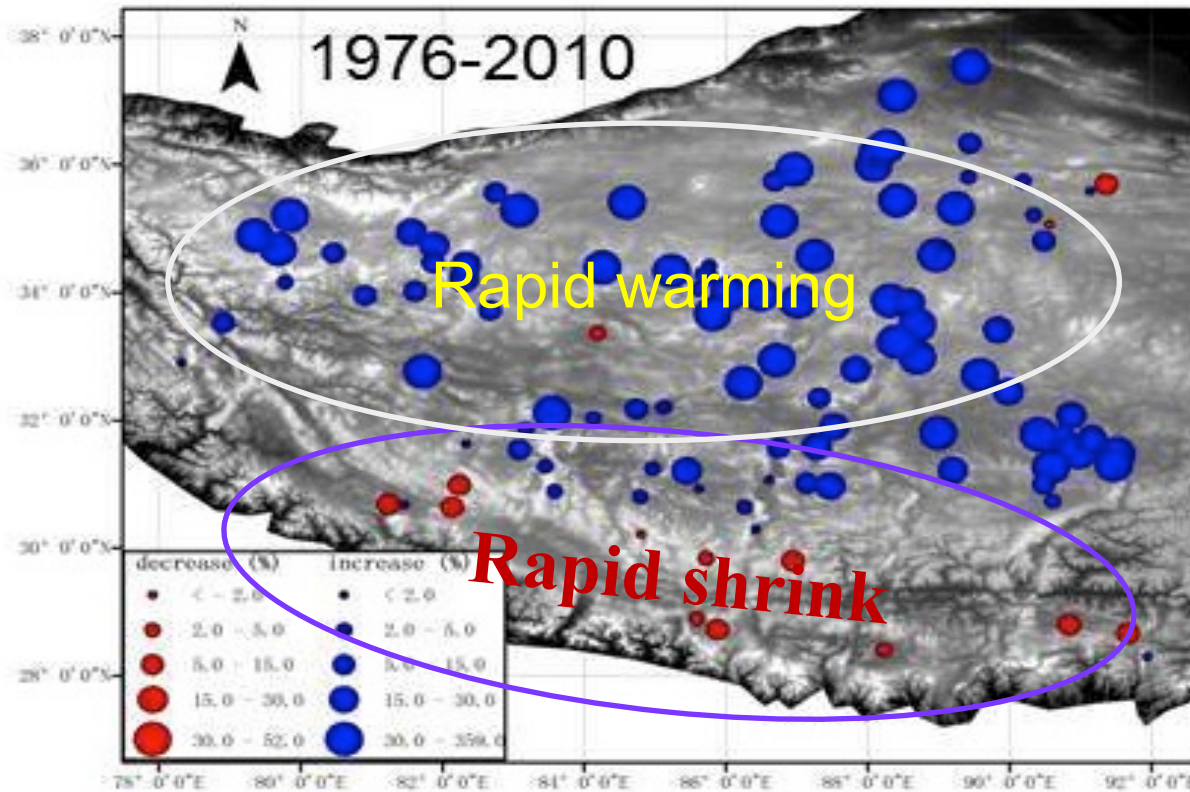 N
1976-2010
38° 0'0"N
36° 0'0"N
34° 0'0"N
32° 0'0"N
30° 0'0"N
28° 0'0"N
Rapid warming
Rapid shrink
decrease (%) increase (%)
< - 2.0 < 2.0
2.0 - 5.0 2.0 - 5.0
5.0 - 15.0 5.0 - 15.0
15.0 - 30.0 15.0 - 30.0
30.0 - 52.0 30.0 - 359.0
78° 0'0"E 80° 0'0"E 82° 0'0"E 84° 0'0"E 86° 0'0"E 88° 0'0"E 90° 0'0"E 92° 0'0"E